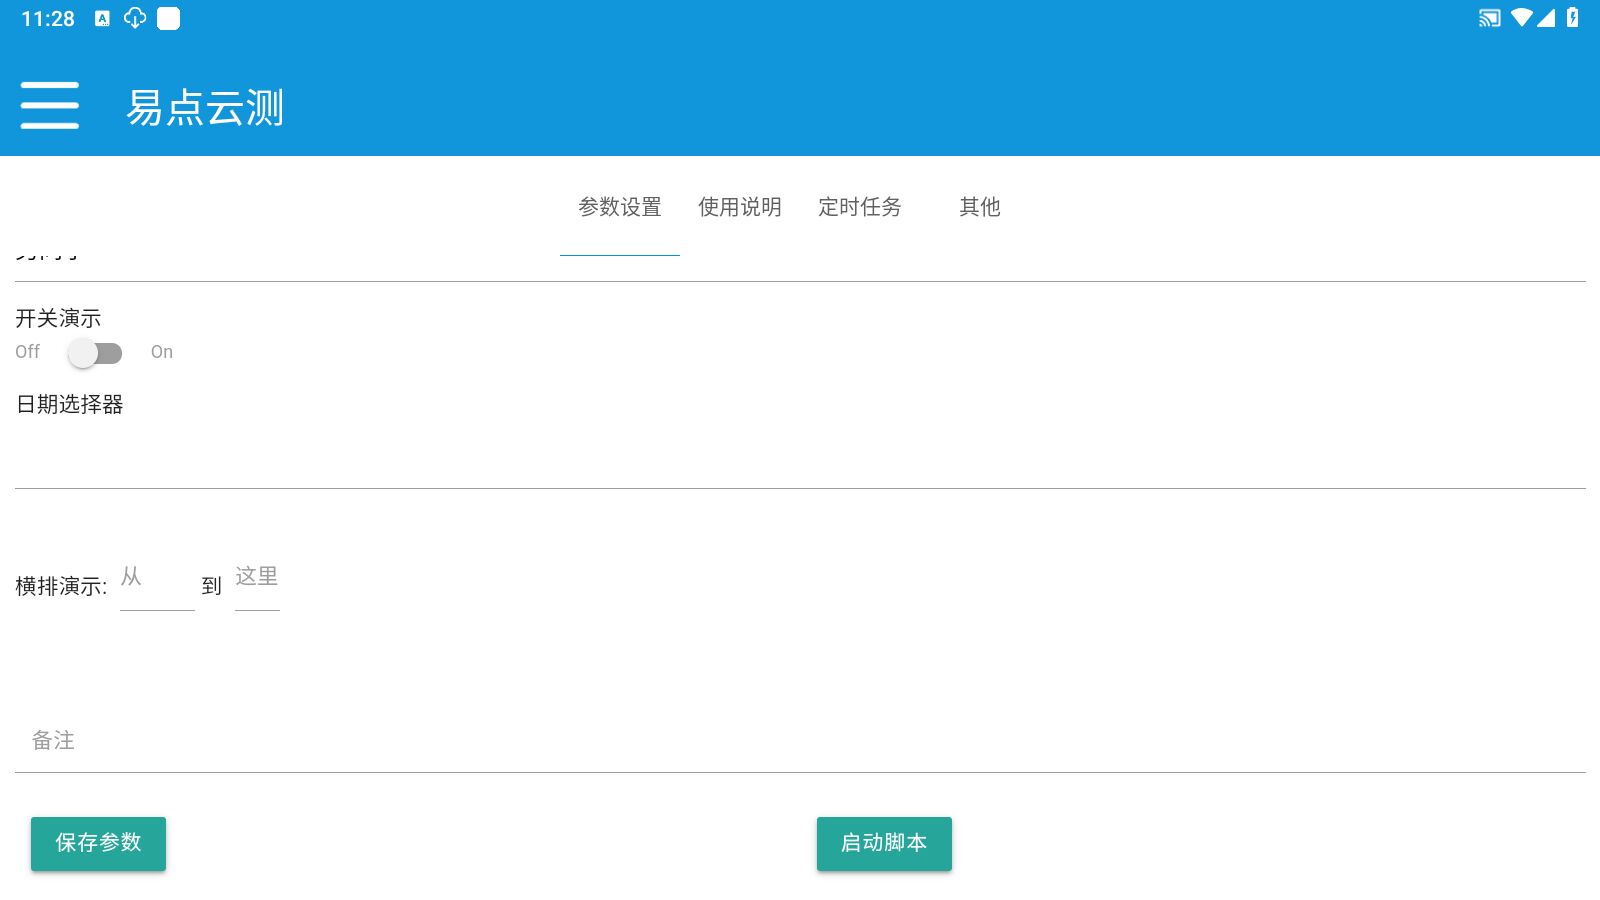 11:28
易点云测
参数设置 使用说明 定时任务 其他
开关演示
Off On
日期选择器
横排演示: 从 到 这里
备注
保存参数 启动脚本